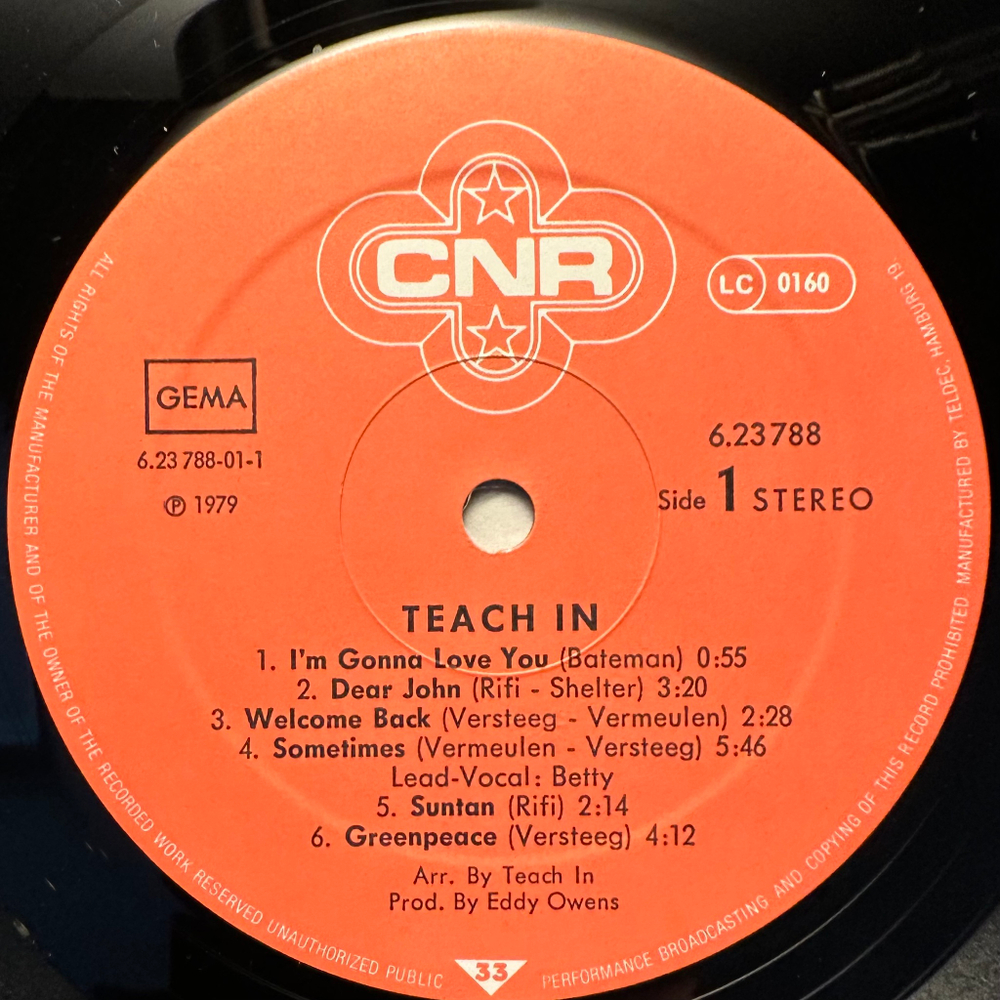 CNR
LC 0160
GEMA
6.23788-01-1
℗ 1979
6.23788
Side 1 STEREO
TEACH IN
1. I'm Gonna Love You (Bateman) 0:55
2. Dear John (Rifi - Shelter) 3:20
3. Welcome Back (Versteeg - Vermeulen) 2:28
4. Sometimes (Vermeulen - Versteeg) 5:46
Lead-Vocal: Betty
5. Suntan (Rifi) 2:14
6. Greenpeace (Versteeg) 4:12
Arr. By Teach In
Prod. By Eddy Owens
ALL RIGHTS OF THE MANUFACTURER AND OF THE OWNER OF THE RECORDED WORK RESERVED UNAUTHORIZED PUBLIC
33
PERFORMANCE BROADCASTING AND COPYING OF THIS RECORD PROHIBITED MANUFACTURED BY TELDEC, HAMBURG 19